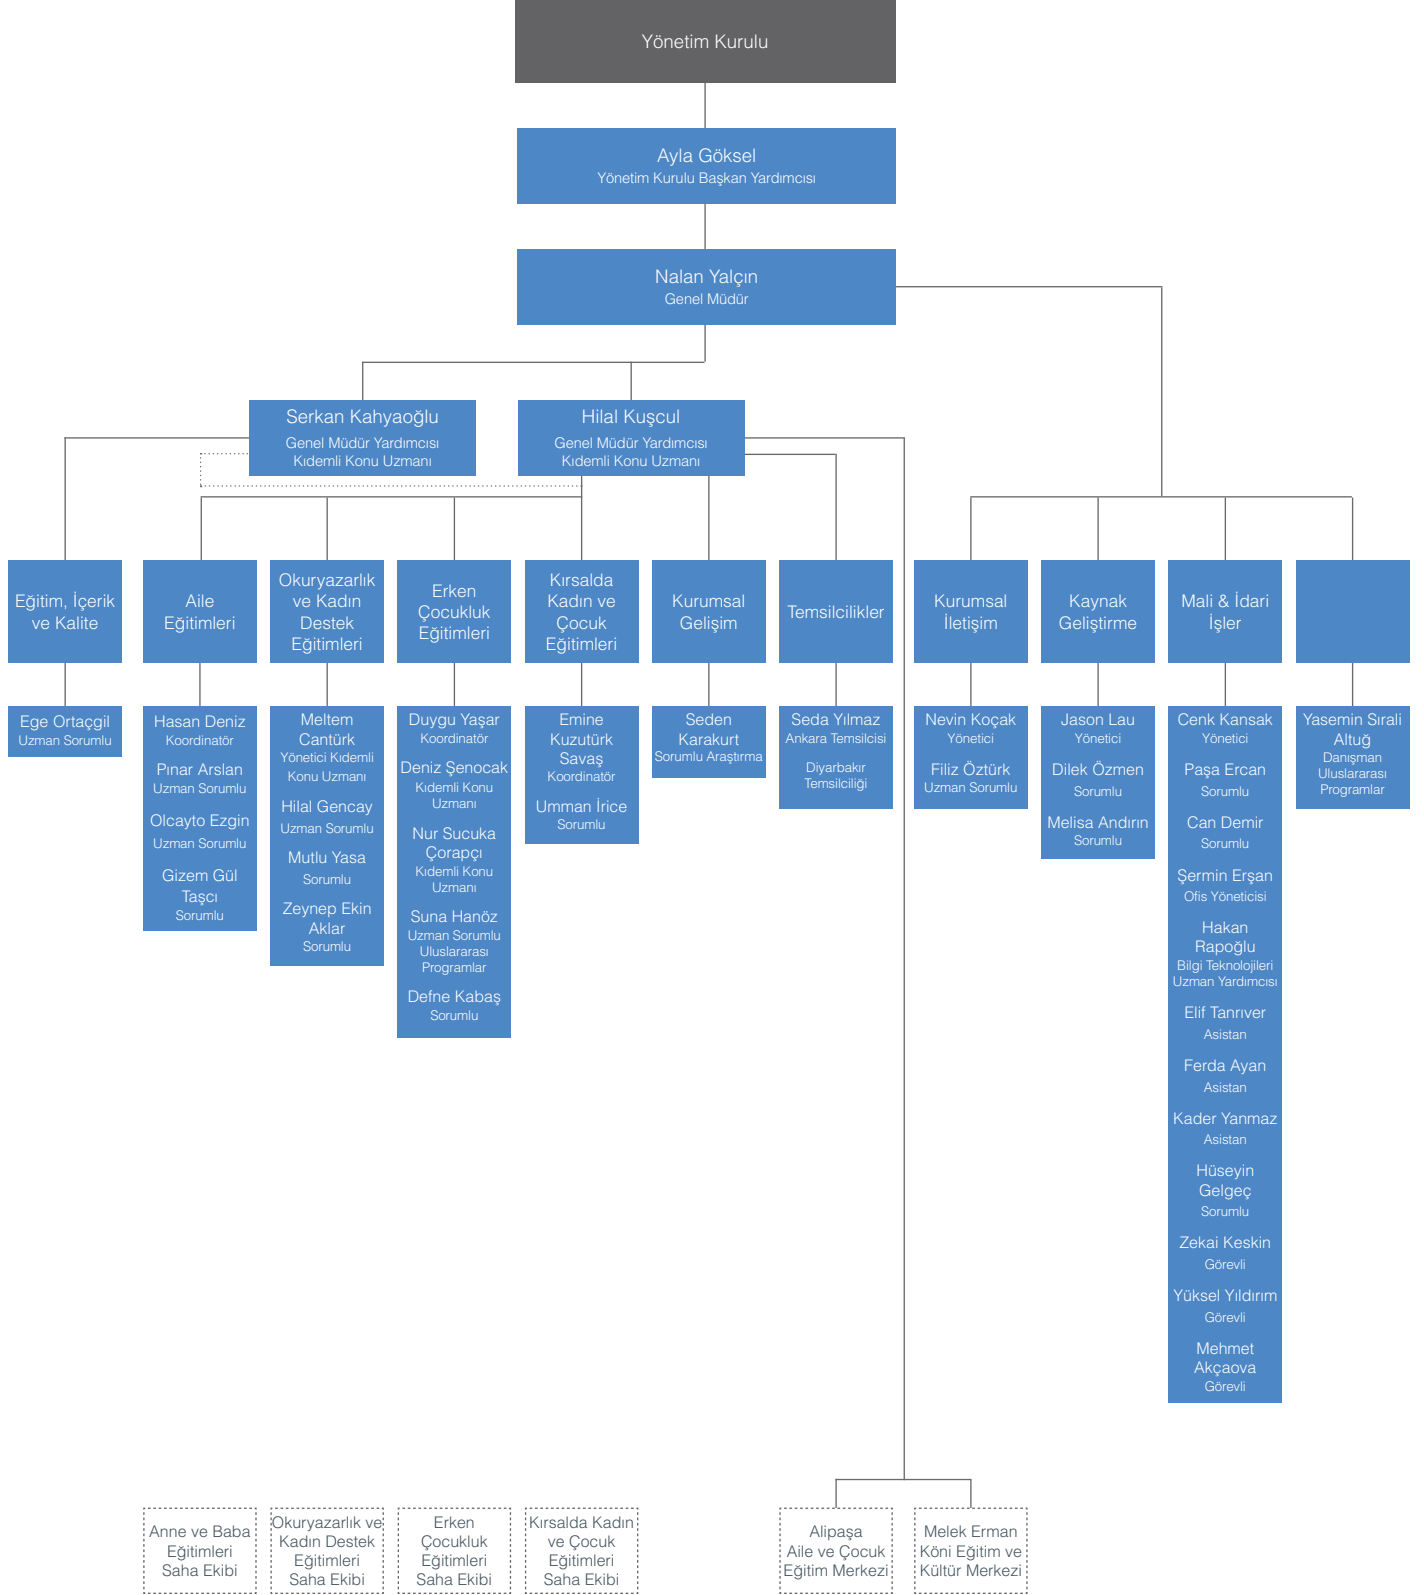 Yönetim Kurulu
Ayla Göksel
Yönetim Kurulu Başkan Yardımcısı
Nalan Yalçın
Genel Müdür
Serkan Kahyaoğlu
Genel Müdür Yardımcısı
Kıdemli Konu Uzmanı
Hilal Kuşcul
Genel Müdür Yardımcısı
Kıdemli Konu Uzmanı
Eğitim, İçerik
ve Kalite
Aile
Eğitimleri
Okuryazarlık
ve Kadın
Destek
Eğitimleri
Erken
Çocukluk
Eğitimleri
Kırsalda
Kadın ve
Çocuk
Eğitimleri
Kurumsal
Gelişim
Temsilcilikler
Kurumsal
İletişim
Kaynak
Geliştirme
Mali & İdari
İşler
Ege Ortaçgil
Uzman Sorumlu
Hasan Deniz
Koordinatör
Pınar Arslan
Uzman Sorumlu
Olcayto Ezgin
Uzman Sorumlu
Gizem Gül
Taşcı
Sorumlu
Meltem
Cantürk
Yönetici Kıdemli
Konu Uzmanı
Hilal Gencay
Uzman Sorumlu
Mutlu Yasa
Sorumlu
Zeynep Ekin
Aklar
Sorumlu
Duygu Yaşar
Koordinatör
Deniz Şenocak
Kıdemli Konu
Uzmanı
Nur Sucuka
Çorapçı
Kıdemli Konu
Uzmanı
Suna Hanöz
Uzman Sorumlu
Uluslararası
Programlar
Defne Kabaş
Sorumlu
Emine
Kuzutürk
Savaş
Koordinatör
Umman İrice
Sorumlu
Seden
Karakurt
Sorumlu Araştırma
Seda Yılmaz
Ankara Temsilcisi
Diyarbakır
Temsilciliği
Nevin Koçak
Yönetici
Filiz Öztürk
Uzman Sorumlu
Jason Lau
Yönetici
Dilek Özmen
Sorumlu
Melisa Andırın
Sorumlu
Cenk Kansak
Yönetici
Paşa Ercan
Sorumlu
Can Demir
Sorumlu
Şermin Erşan
Ofis Yöneticisi
Hakan
Rapoğlu
Bilgi Teknolojileri
Uzman Yardımcısı
Elif Tanrıver
Asistan
Ferda Ayan
Asistan
Kader Yanmaz
Asistan
Hüseyin
Gelgeç
Sorumlu
Zekai Keskin
Görevli
Yüksel Yıldırım
Görevli
Mehmet
Akçaova
Görevli
Yasemin Sırali
Altuğ
Danışman
Uluslararası
Programlar
Anne ve Baba
Eğitimleri
Saha Ekibi
Okuryazarlık ve
Kadın Destek
Eğitimleri
Saha Ekibi
Erken
Çocukluk
Eğitimleri
Saha Ekibi
Kırsalda Kadın
ve Çocuk
Eğitimleri
Saha Ekibi
Alipaşa
Aile ve Çocuk
Eğitim Merkezi
Melek Erman
Köni Eğitim ve
Kültür Merkezi